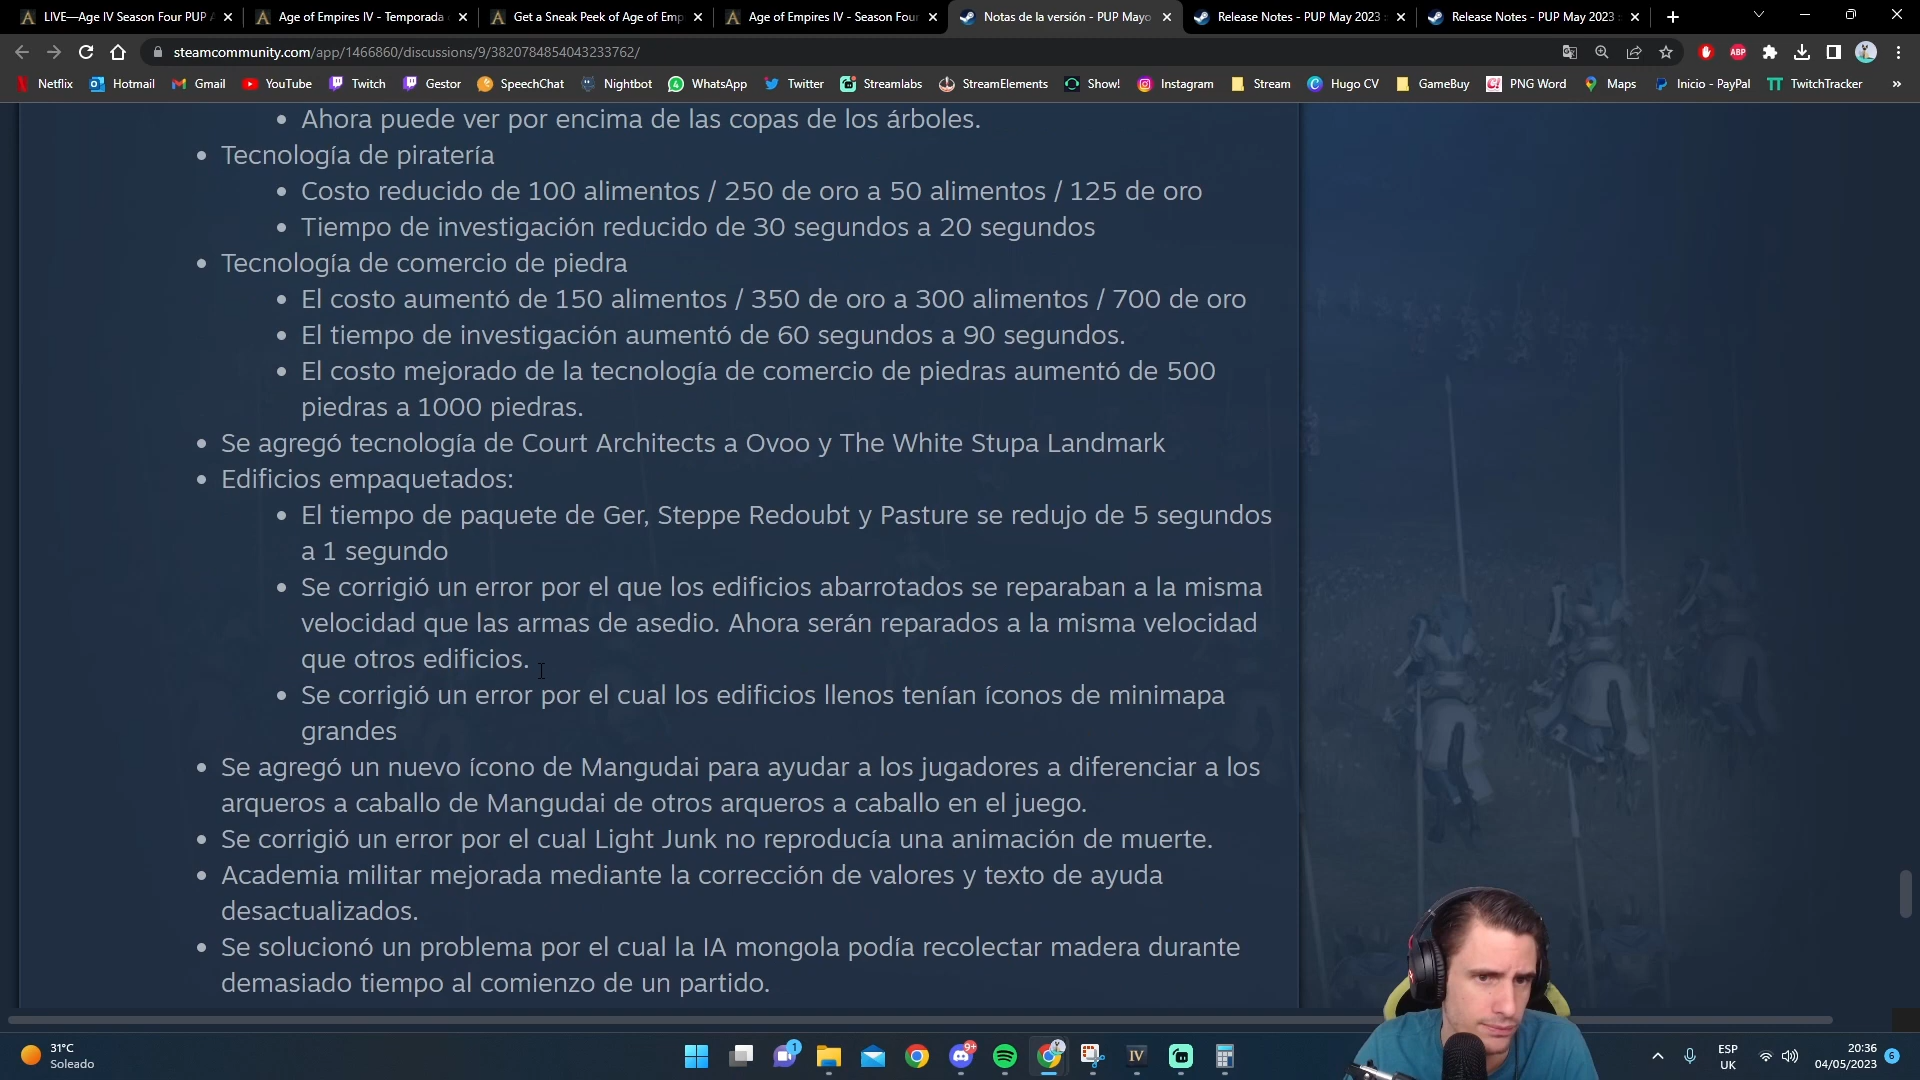 LIVE—Age IV Season Four PUP
Age of Empires IV - Temporada
Get a Sneak Peek of Age of Emp
Age of Empires IV - Season Four
Notas de la versión - PUP Mayo
Release Notes - PUP May 2023
Release Notes - PUP May 2023
steamcommunity.com/app/1466860/discussions/9/3820784854043233762/
ABP
Netflix Hotmail Gmail YouTube Twitch Gestor SpeechChat Nightbot WhatsApp Twitter Streamlabs StreamElements Show! Instagram Stream Hugo CV GameBuy PNG Word Maps Inicio - PayPal TwitchTracker »
• Ahora puede ver por encima de las copas de los árboles.
• Tecnología de piratería
• Costo reducido de 100 alimentos / 250 de oro a 50 alimentos / 125 de oro
• Tiempo de investigación reducido de 30 segundos a 20 segundos
• Tecnología de comercio de piedra
• El costo aumentó de 150 alimentos / 350 de oro a 300 alimentos / 700 de oro
• El tiempo de investigación aumentó de 60 segundos a 90 segundos.
• El costo mejorado de la tecnología de comercio de piedras aumentó de 500
piedras a 1000 piedras.
• Se agregó tecnología de Court Architects a Ovoo y The White Stupa Landmark
• Edificios empaquetados:
• El tiempo de paquete de Ger, Steppe Redoubt y Pasture se redujo de 5 segundos
a 1 segundo
• Se corrigió un error por el que los edificios abarrotados se reparaban a la misma
velocidad que las armas de asedio. Ahora serán reparados a la misma velocidad
que otros edificios.
• Se corrigió un error por el cual los edificios llenos tenían íconos de minimapa
grandes
• Se agregó un nuevo ícono de Mangudai para ayudar a los jugadores a diferenciar a los
arqueros a caballo de Mangudai de otros arqueros a caballo en el juego.
• Se corrigió un error por el cual Light Junk no reproducía una animación de muerte.
• Academia militar mejorada mediante la corrección de valores y texto de ayuda
desactualizados.
• Se solucionó un problema por el cual la IA mongola podía recolectar madera durante
demasiado tiempo al comienzo de un partido.
31°C
Soleado
1
9+
IV
ESP
UK
20:36
04/05/2023
6